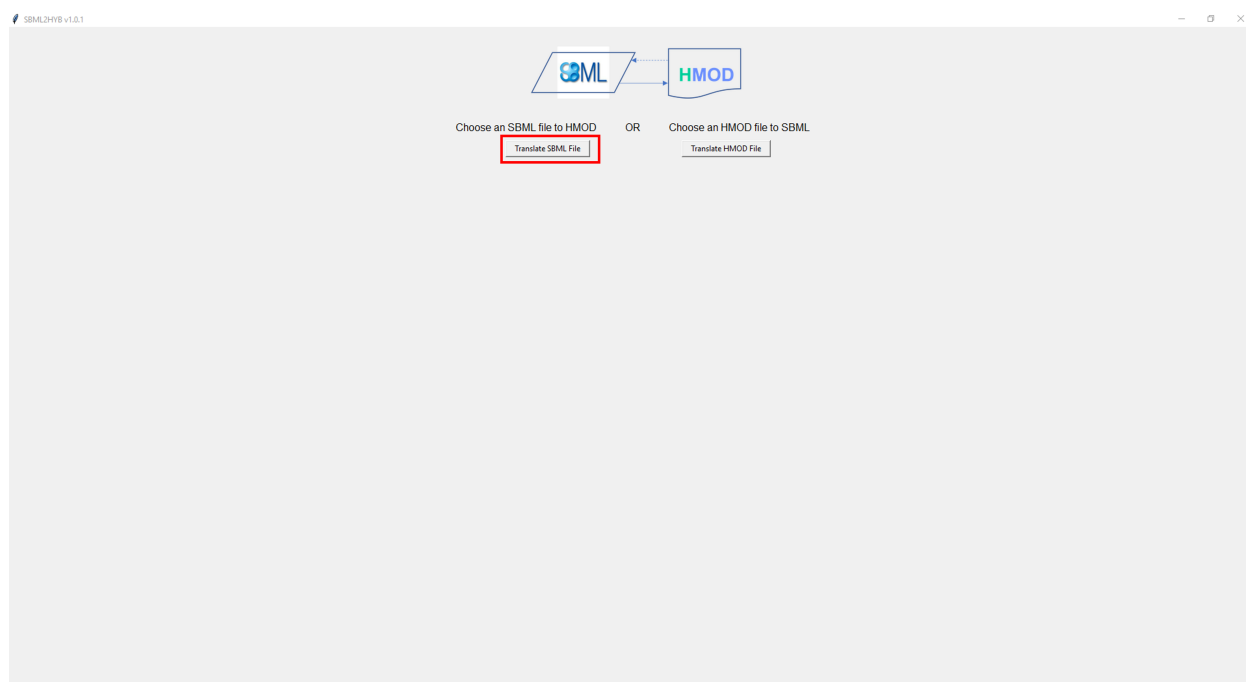 SBML2HYB v1.0.1
SBML
HMOD
Choose an SBML file to HMOD OR Choose an HMOD file to SBML
Translate SBML File Translate HMOD File